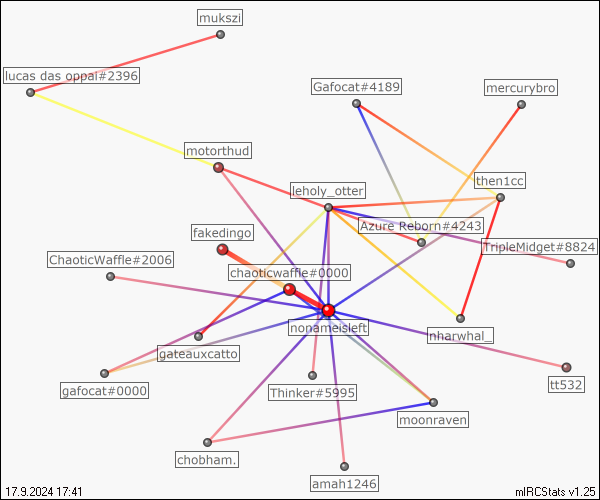 mukszi
lucas das oppai#2396
Gafocat#4189
mercurybro
motorthud
then1cc
leholy_otter
fakedingo
Azure Reborn#4243
TripleMidget#8824
ChaoticWaffle#2006
chaoticwaffle#0000
nonameisleft
nharwhal_
gateauxcatto
gafocat#0000
Thinker#5995
tt532
moonraven
chobham.
amah1246
17.9.2024 17:41
mIRCStats v1.25